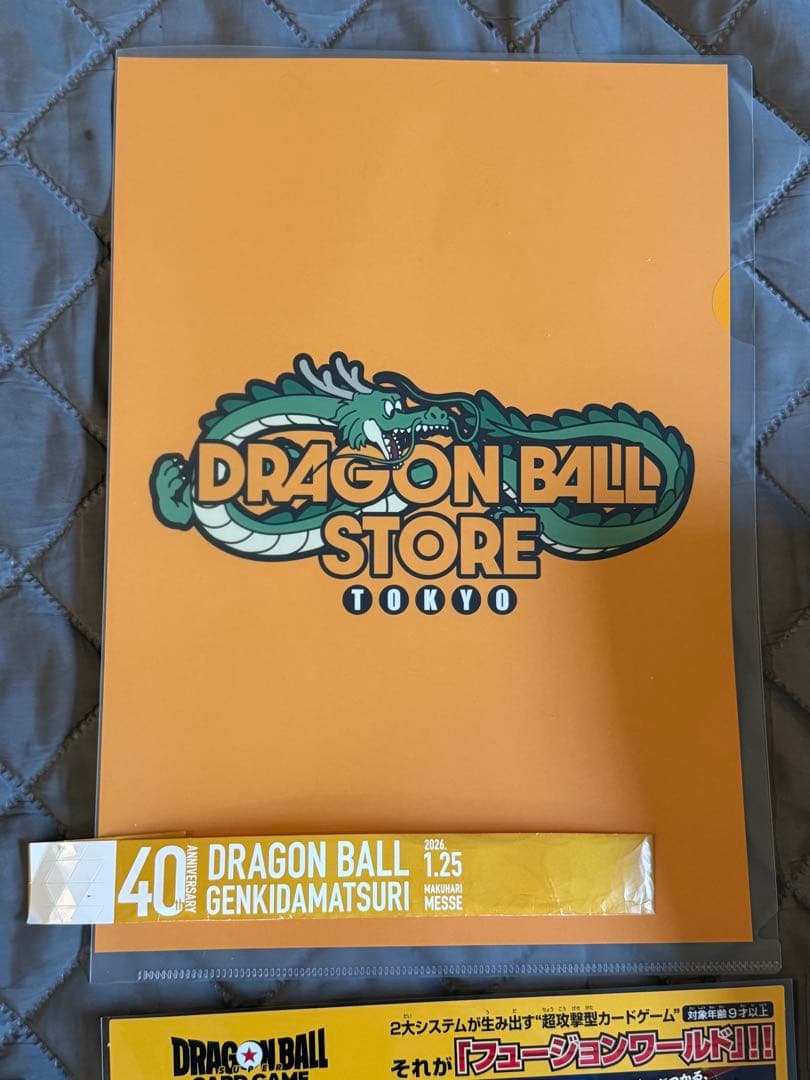 DRAGON BALL
STORE
TOKYO
40th
ANNIVERSARY
DRAGON BALL
GENKIDAMATSURI
2026.
1.25
MAKUHARI
MESSE
2大システムが生み出す“超攻撃型カードゲーム”
対象年齢9才以上
DRAGON BALL
SUPER
CARD GAME
それが「フュージョンワールド」!!!